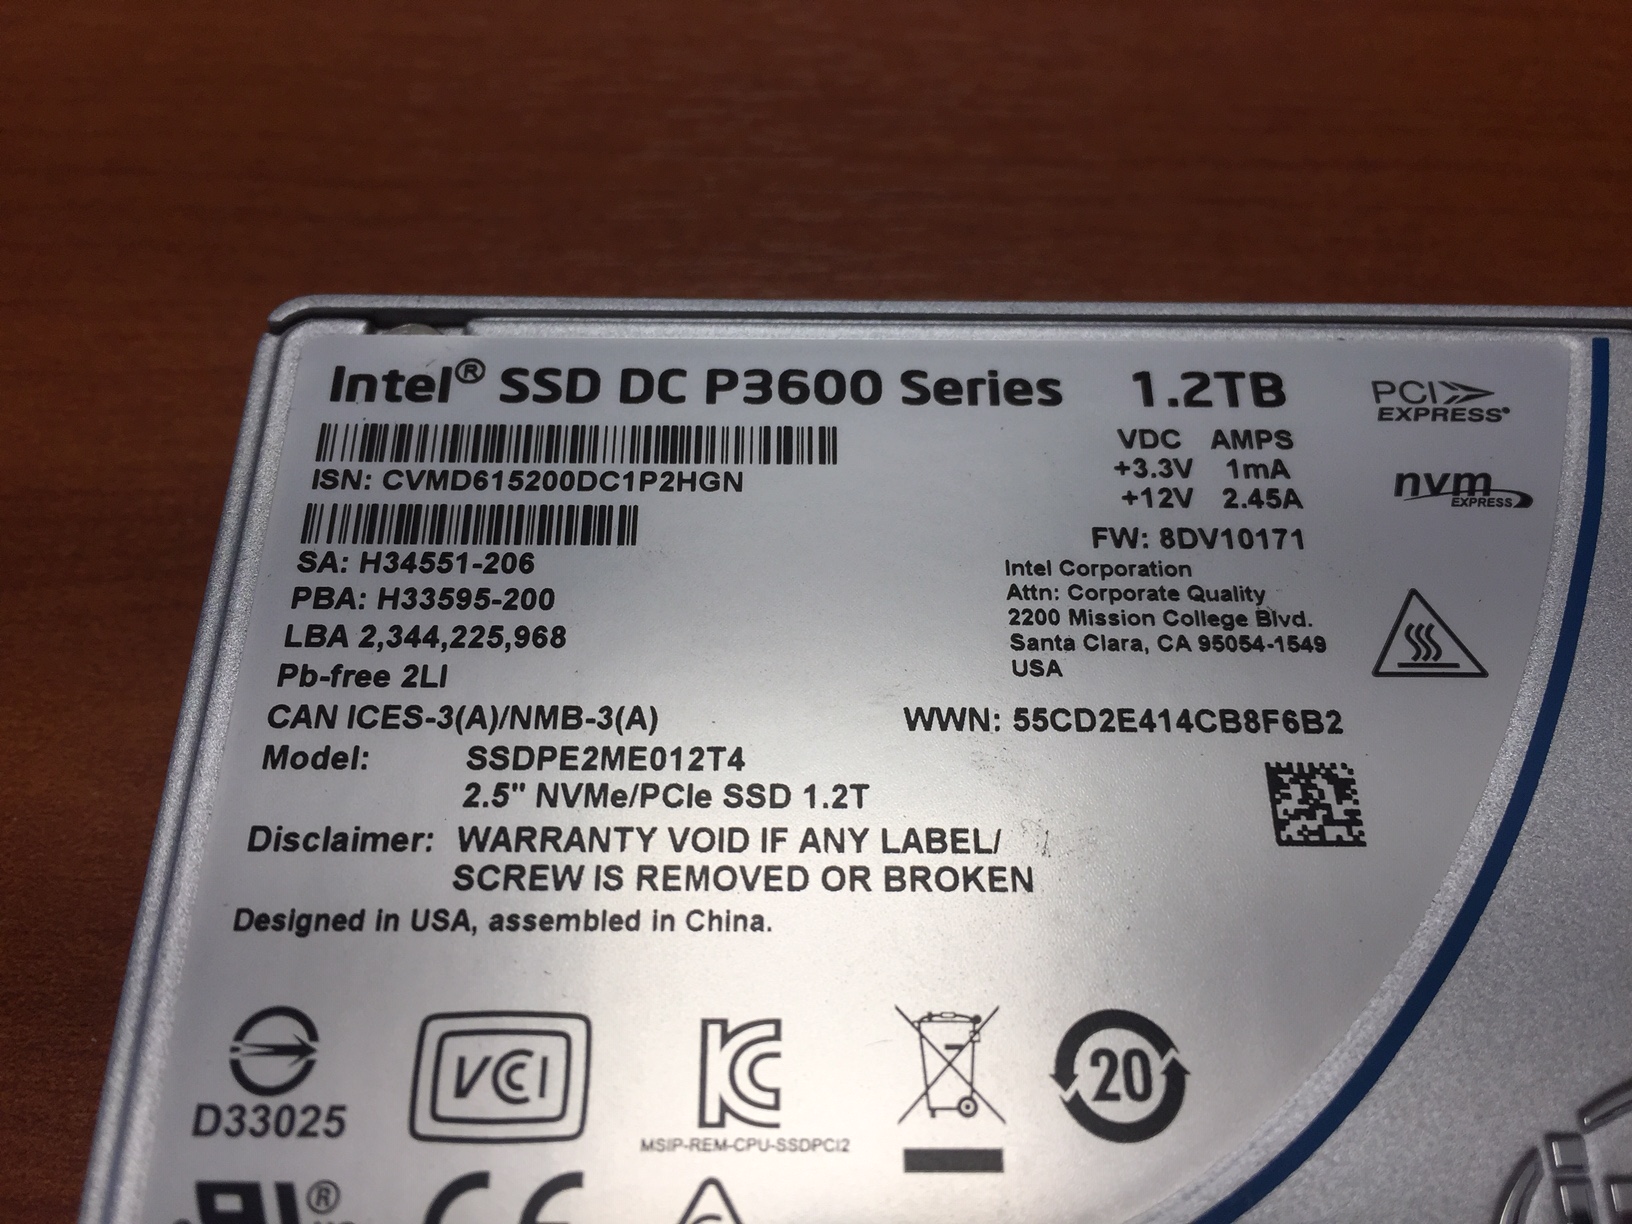 Intel® SSD DC P3600 Series 1.2TB
PCI EXPRESS®
ISN: CVMD615200DC1P2HGN
VDC AMPS
+3.3V 1mA
+12V 2.45A
nvm EXPRESS
FW: 8DV10171
SA: H34551-206
PBA: H33595-200
LBA 2,344,225,968
Pb-free 2LI
Intel Corporation
Attn: Corporate Quality
2200 Mission College Blvd.
Santa Clara, CA 95054-1549
USA
CAN ICES-3(A)/NMB-3(A)
WWN: 55CD2E414CB8F6B2
Model: SSDPE2ME012T4
2.5" NVMe/PCIe SSD 1.2T
Disclaimer: WARRANTY VOID IF ANY LABEL/
SCREW IS REMOVED OR BROKEN
Designed in USA, assembled in China.
D33025
VCI
KC
MSIP-REM-CPU-SSDPCI2
20
CE